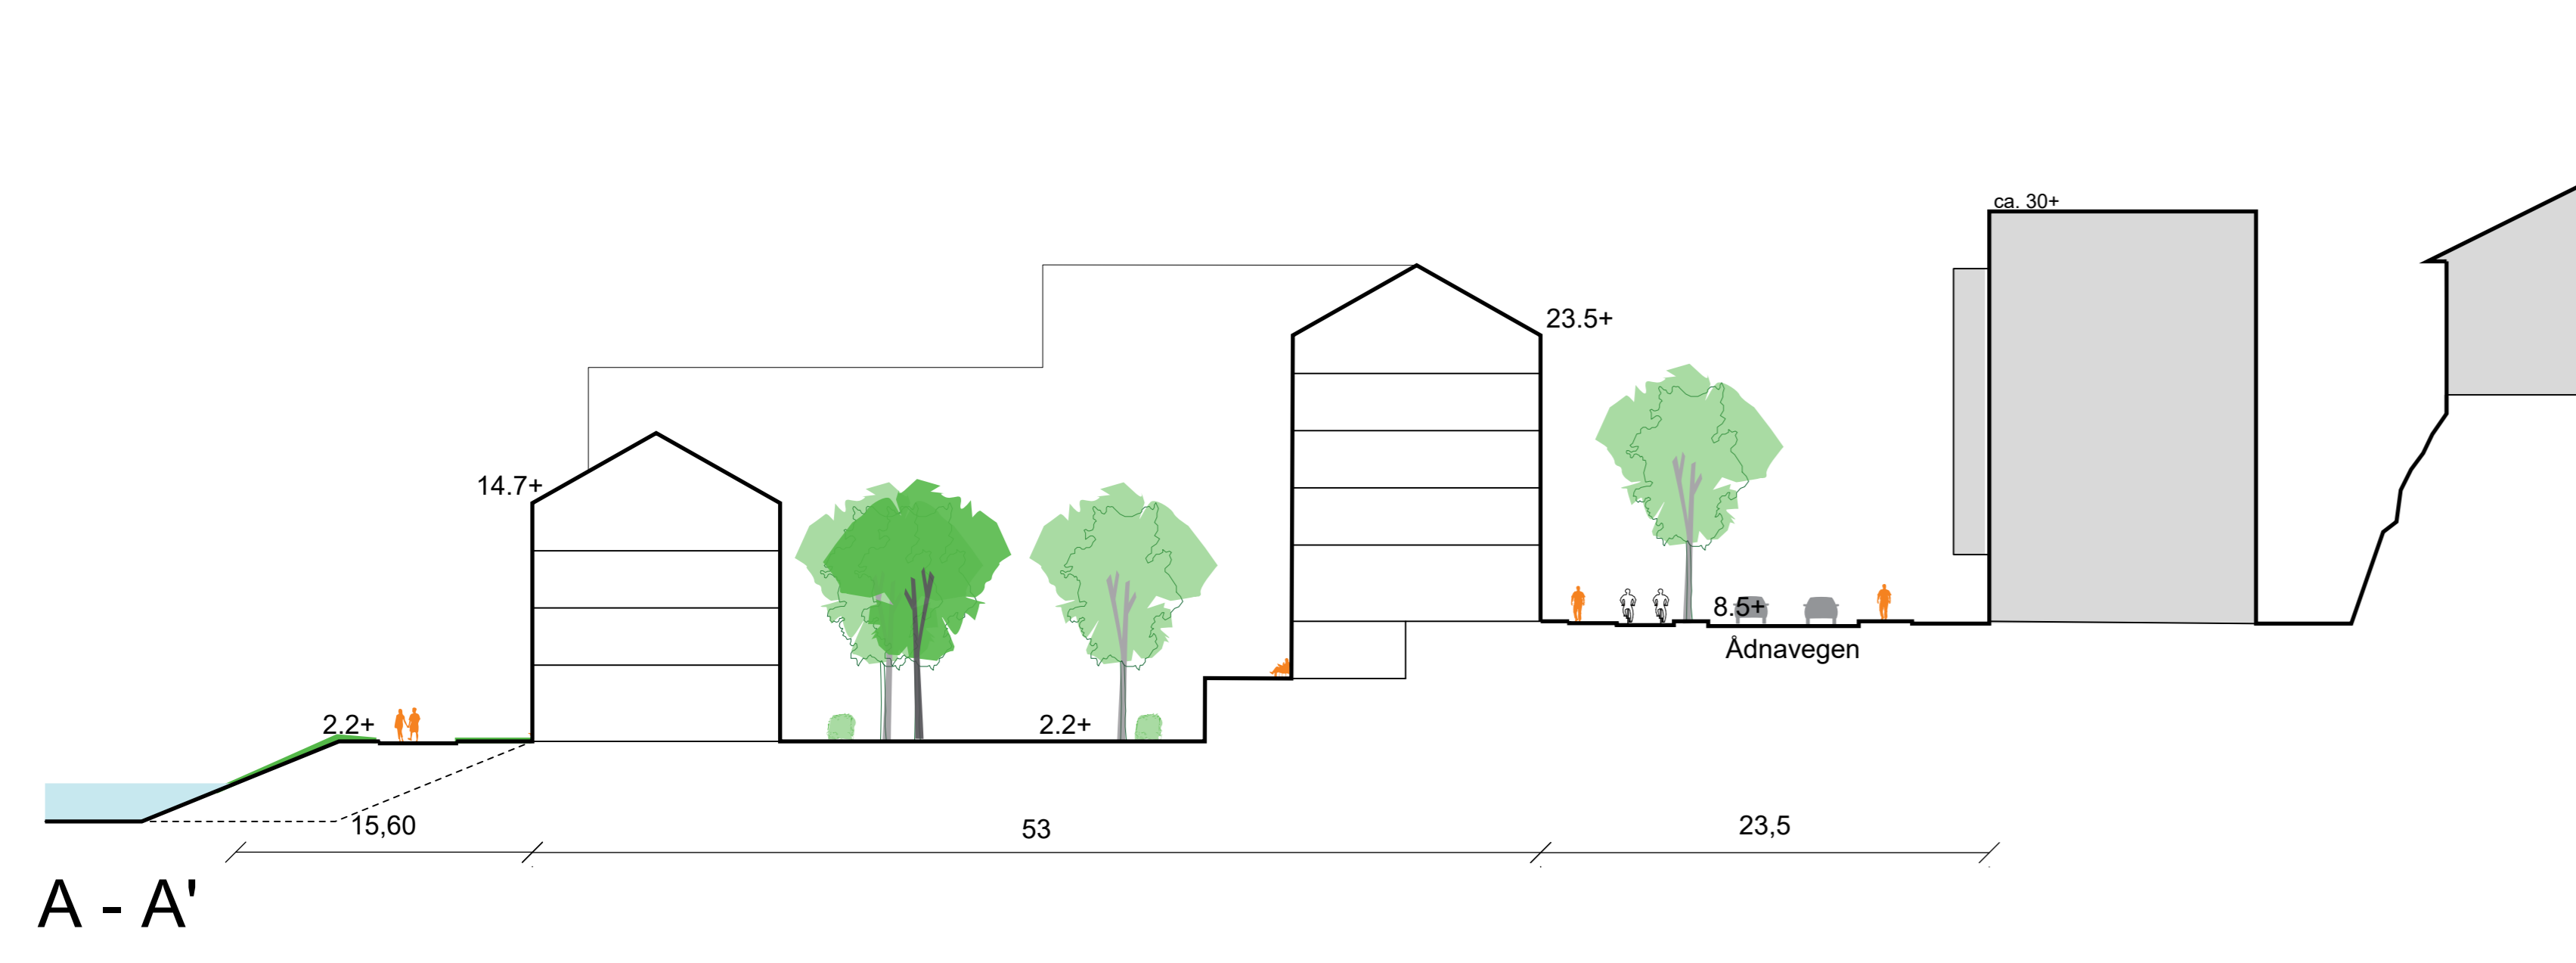 ca. 30+
23.5+
14.7+
8.5+
Ådnavegen
2.2+
2.2+
15,60
53
23,5
A - A'